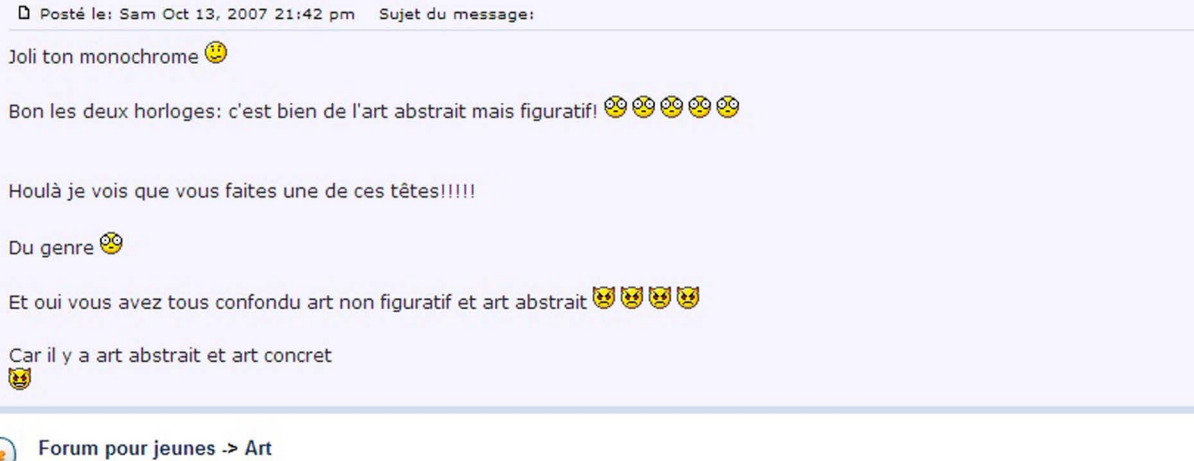 Posté le: Sam Oct 13, 2007 21:42 pm Sujet du message:
Joli ton monochrome
Bon les deux horloges: c'est bien de l'art abstrait mais figuratif!
Houlà je vois que vous faites une de ces têtes!!!!!
Du genre
Et oui vous avez tous confondu art non figuratif et art abstrait
Car il y a art abstrait et art concret
Forum pour jeunes -> Art